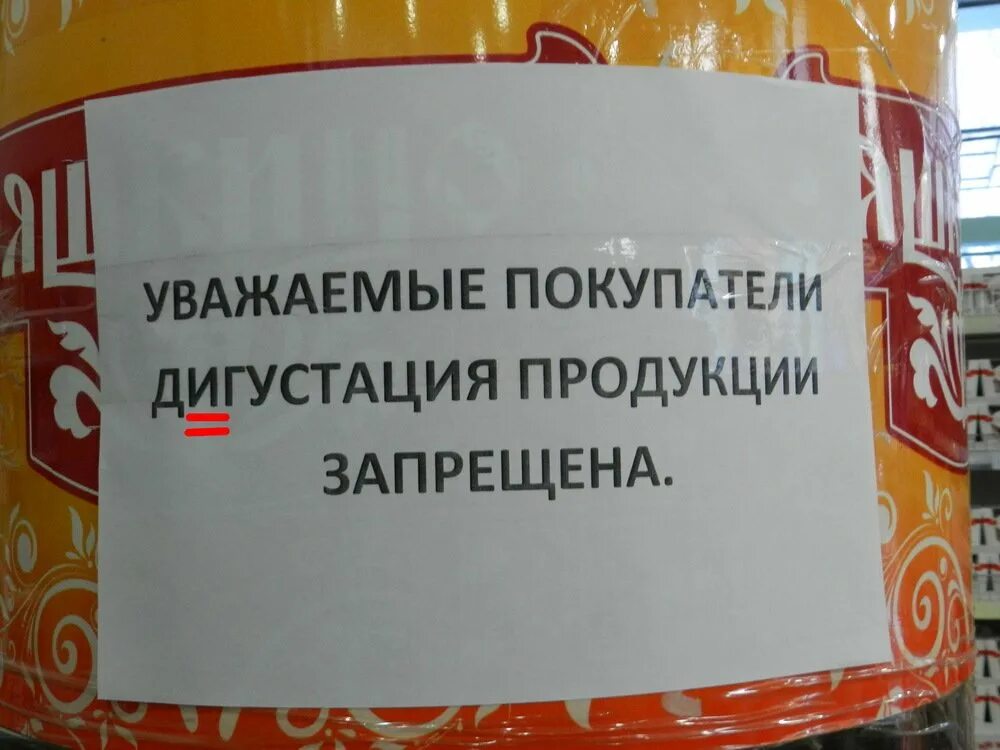 УВАЖАЕМЫЕ ПОКУПАТЕЛИ
ДИГУСТАЦИЯ ПРОДУКЦИИ
ЗАПРЕЩЕНА.